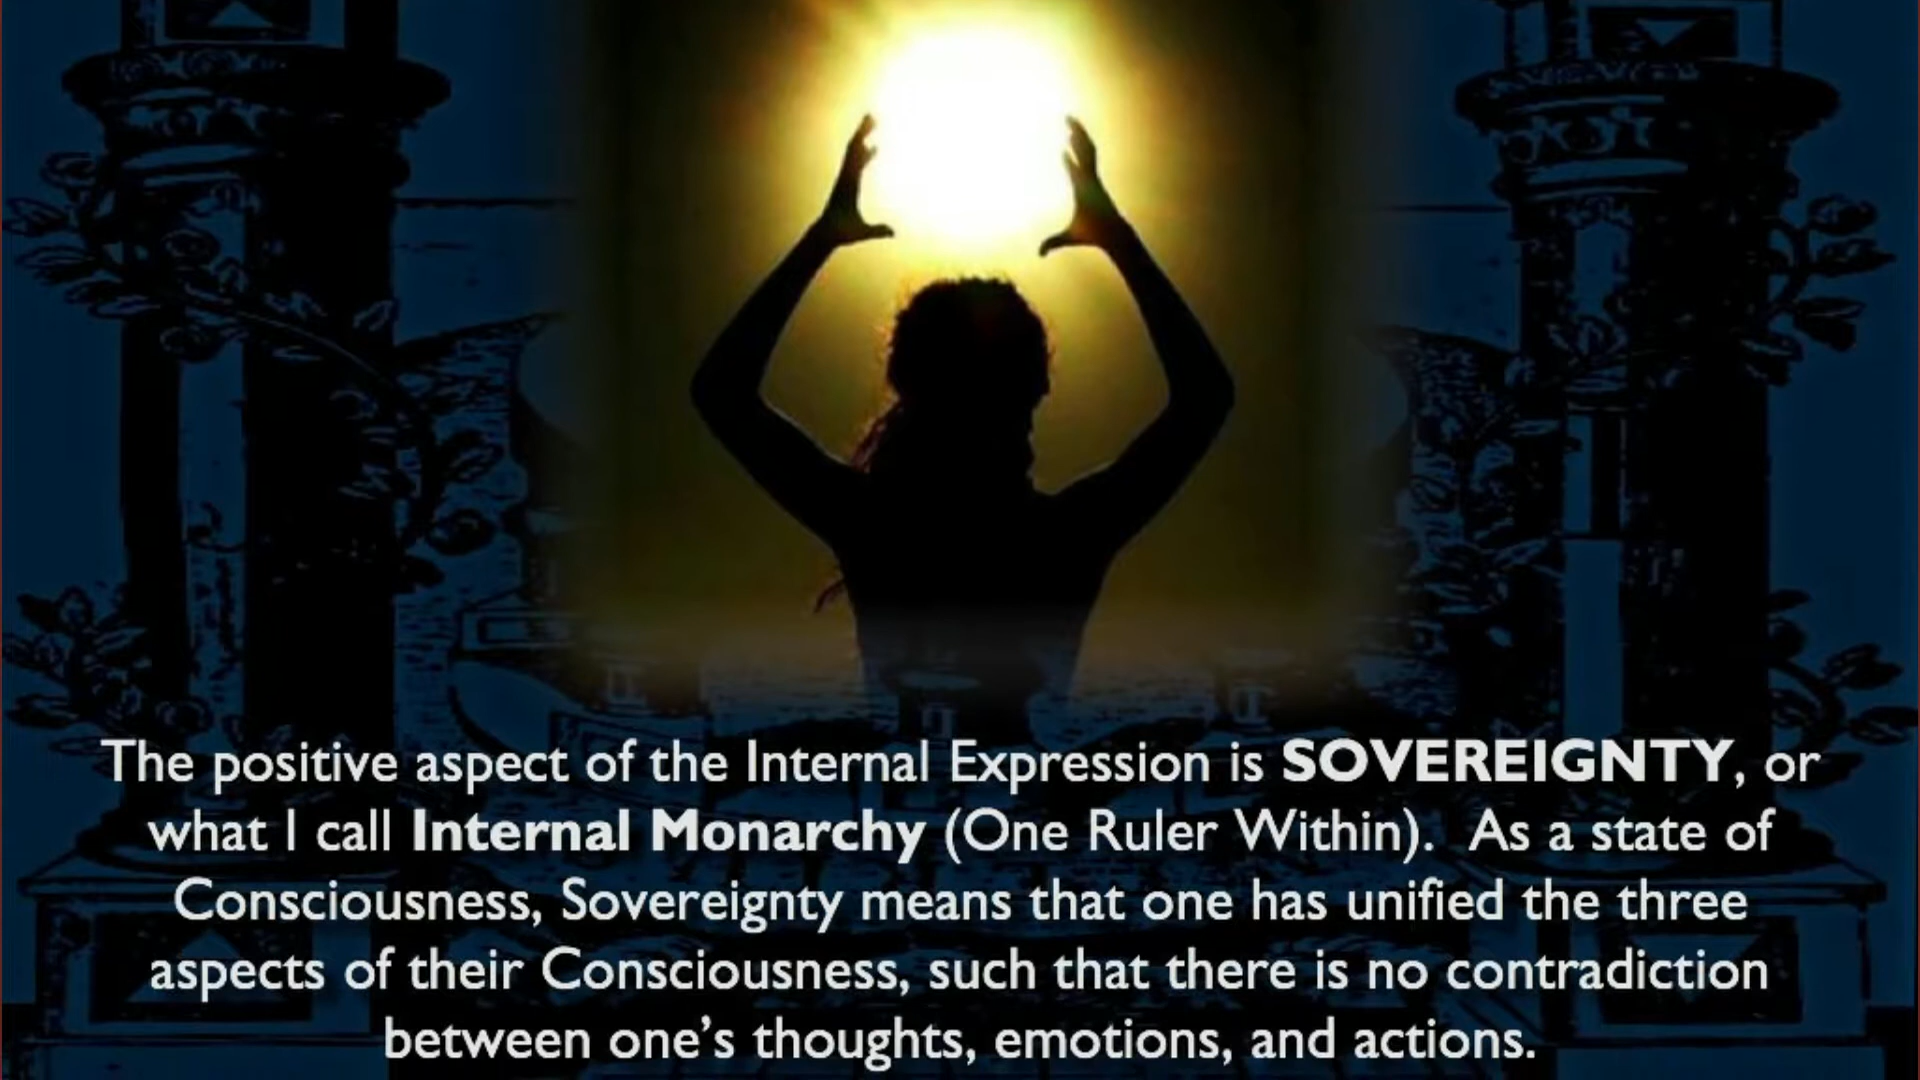 The positive aspect of the Internal Expression is SOVEREIGNTY, or
what I call Internal Monarchy (One Ruler Within).  As a state of
Consciousness, Sovereignty means that one has unified the three
aspects of their Consciousness, such that there is no contradiction
between one’s thoughts, emotions, and actions.